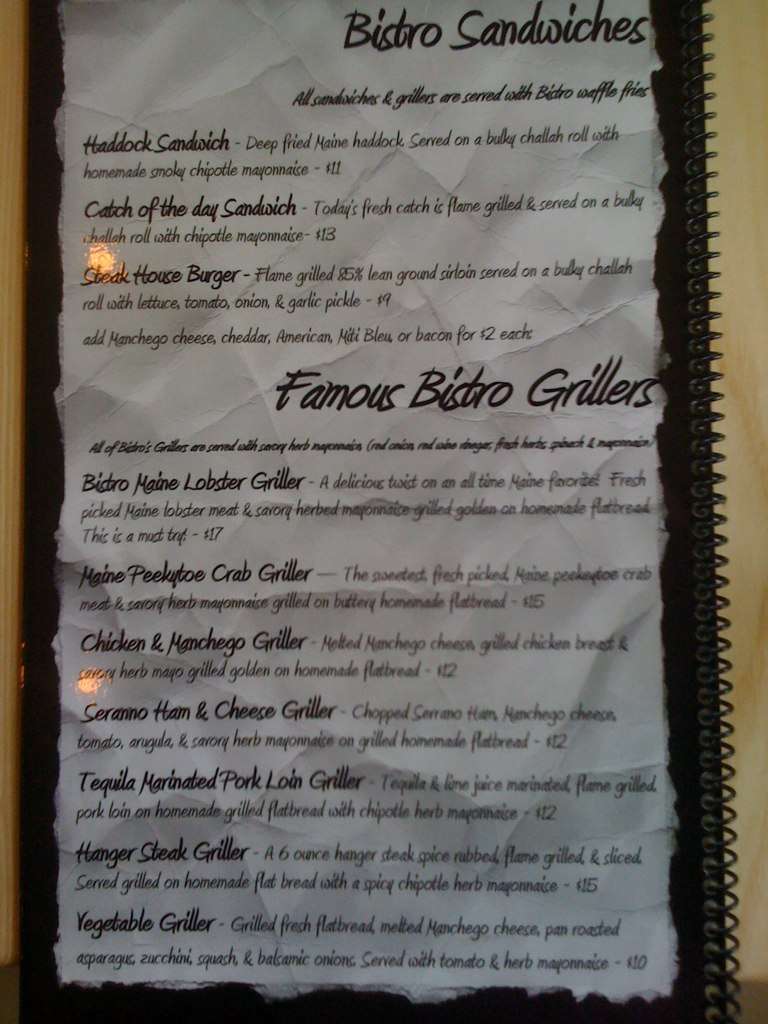 Bistro Sandwiches
All sandwiches & grillers are served with Bistro waffle fries
Haddock Sandwich - Deep fried Maine haddock. Served on a bulky challah roll with
homemade smoky chipotle mayonnaise - $11
Catch of the day Sandwich - Today's fresh catch is flame grilled & served on a bulky
challah roll with chipotle mayonnaise- $13
Steak House Burger - Flame grilled 85% lean ground sirloin served on a bulky challah
roll with lettuce, tomato, onion, & garlic pickle - $9
add Manchego cheese, cheddar, American, Miti Bleu, or bacon for $2 each:
Famous Bistro Grillers
All of Bistro's Grillers are served with savory herb mayonnaise. (red onion, red wine vinegar, fresh herbs, spinach & mayonnaise)
Bistro Maine Lobster Griller - A delicious twist on an all time Maine favorite! Fresh
picked Maine lobster meat & savory herbed mayonnaise grilled golden on homemade flatbread.
This is a must try! - $17
Maine Peekytoe Crab Griller — The sweetest, fresh picked, Maine, peekeytoe crab
meat & savory herb mayonnaise grilled on buttery homemade flatbread - $15
Chicken & Manchego Griller - Melted Manchego cheese, grilled chicken breast &
savory herb mayo grilled golden on homemade flatbread - $12
Seranno Ham & Cheese Griller - Chopped Serrano Ham, Manchego cheese,
tomato, arugula, & savory herb mayonnaise on grilled homemade flatbread - $12
Tequila Marinated Pork Loin Griller - Tequila & lime juice marinated, flame grilled,
pork loin on homemade grilled flatbread with chipotle herb mayonnaise - $12
Hanger Steak Griller - A 6 ounce hanger steak,spice rubbed, flame grilled, & sliced.
Served grilled on homemade flat bread with a spicy chipotle herb mayonnaise - $15
Vegetable Griller - Grilled fresh flatbread, melted Manchego cheese, pan roasted
asparagus, zucchini, squash, & balsamic onions. Served with tomato & herb mayonnaise - $10